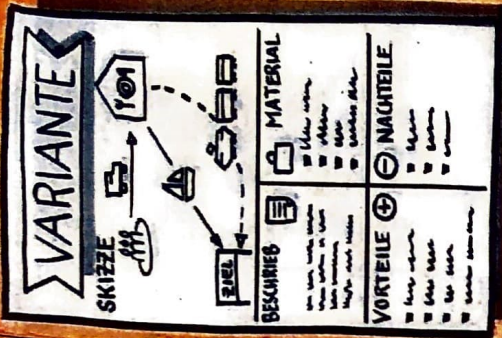 VARIANTE
SKIZZE
ZIEL
BESCHRIEB
MATERIAL
VORTEILE
NACHTEILE